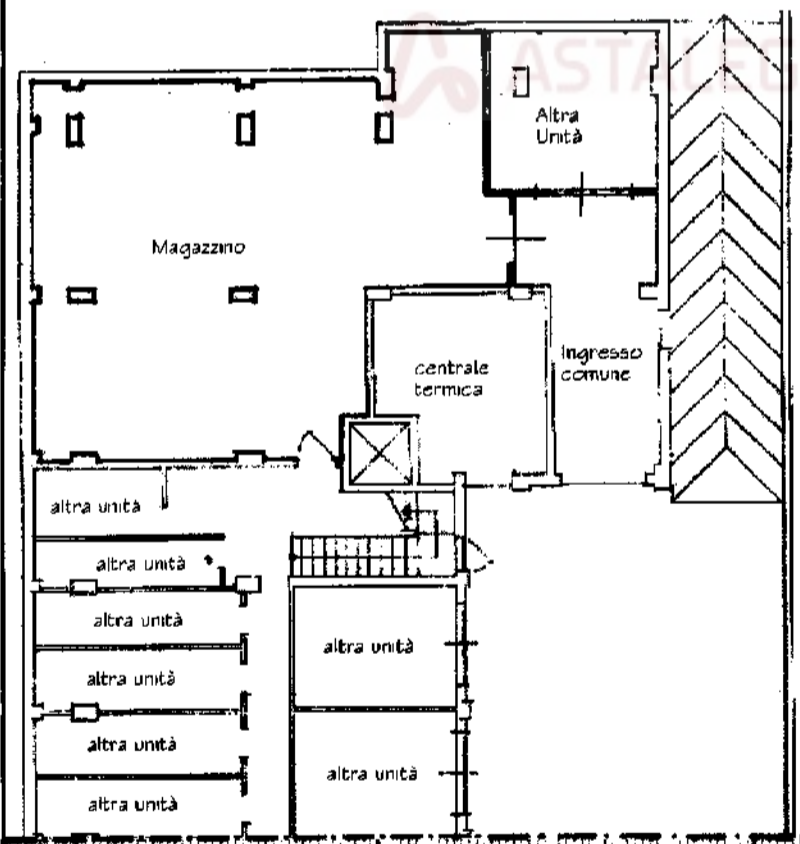 ASTALEG
Altra
Unità
Magazzino
centrale
termica
Ingresso
comune
altra unità
altra unità
altra unità
altra unità
altra unità
altra unità
altra unità
altra unità